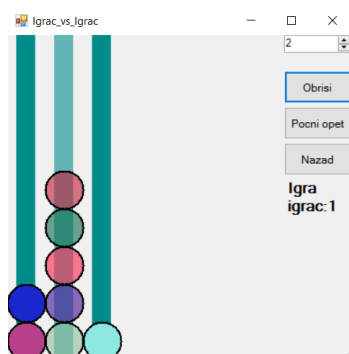 Igrac_vs_Igrac
2
Obrisi
Pocni opet
Nazad
Igra
igrac:1